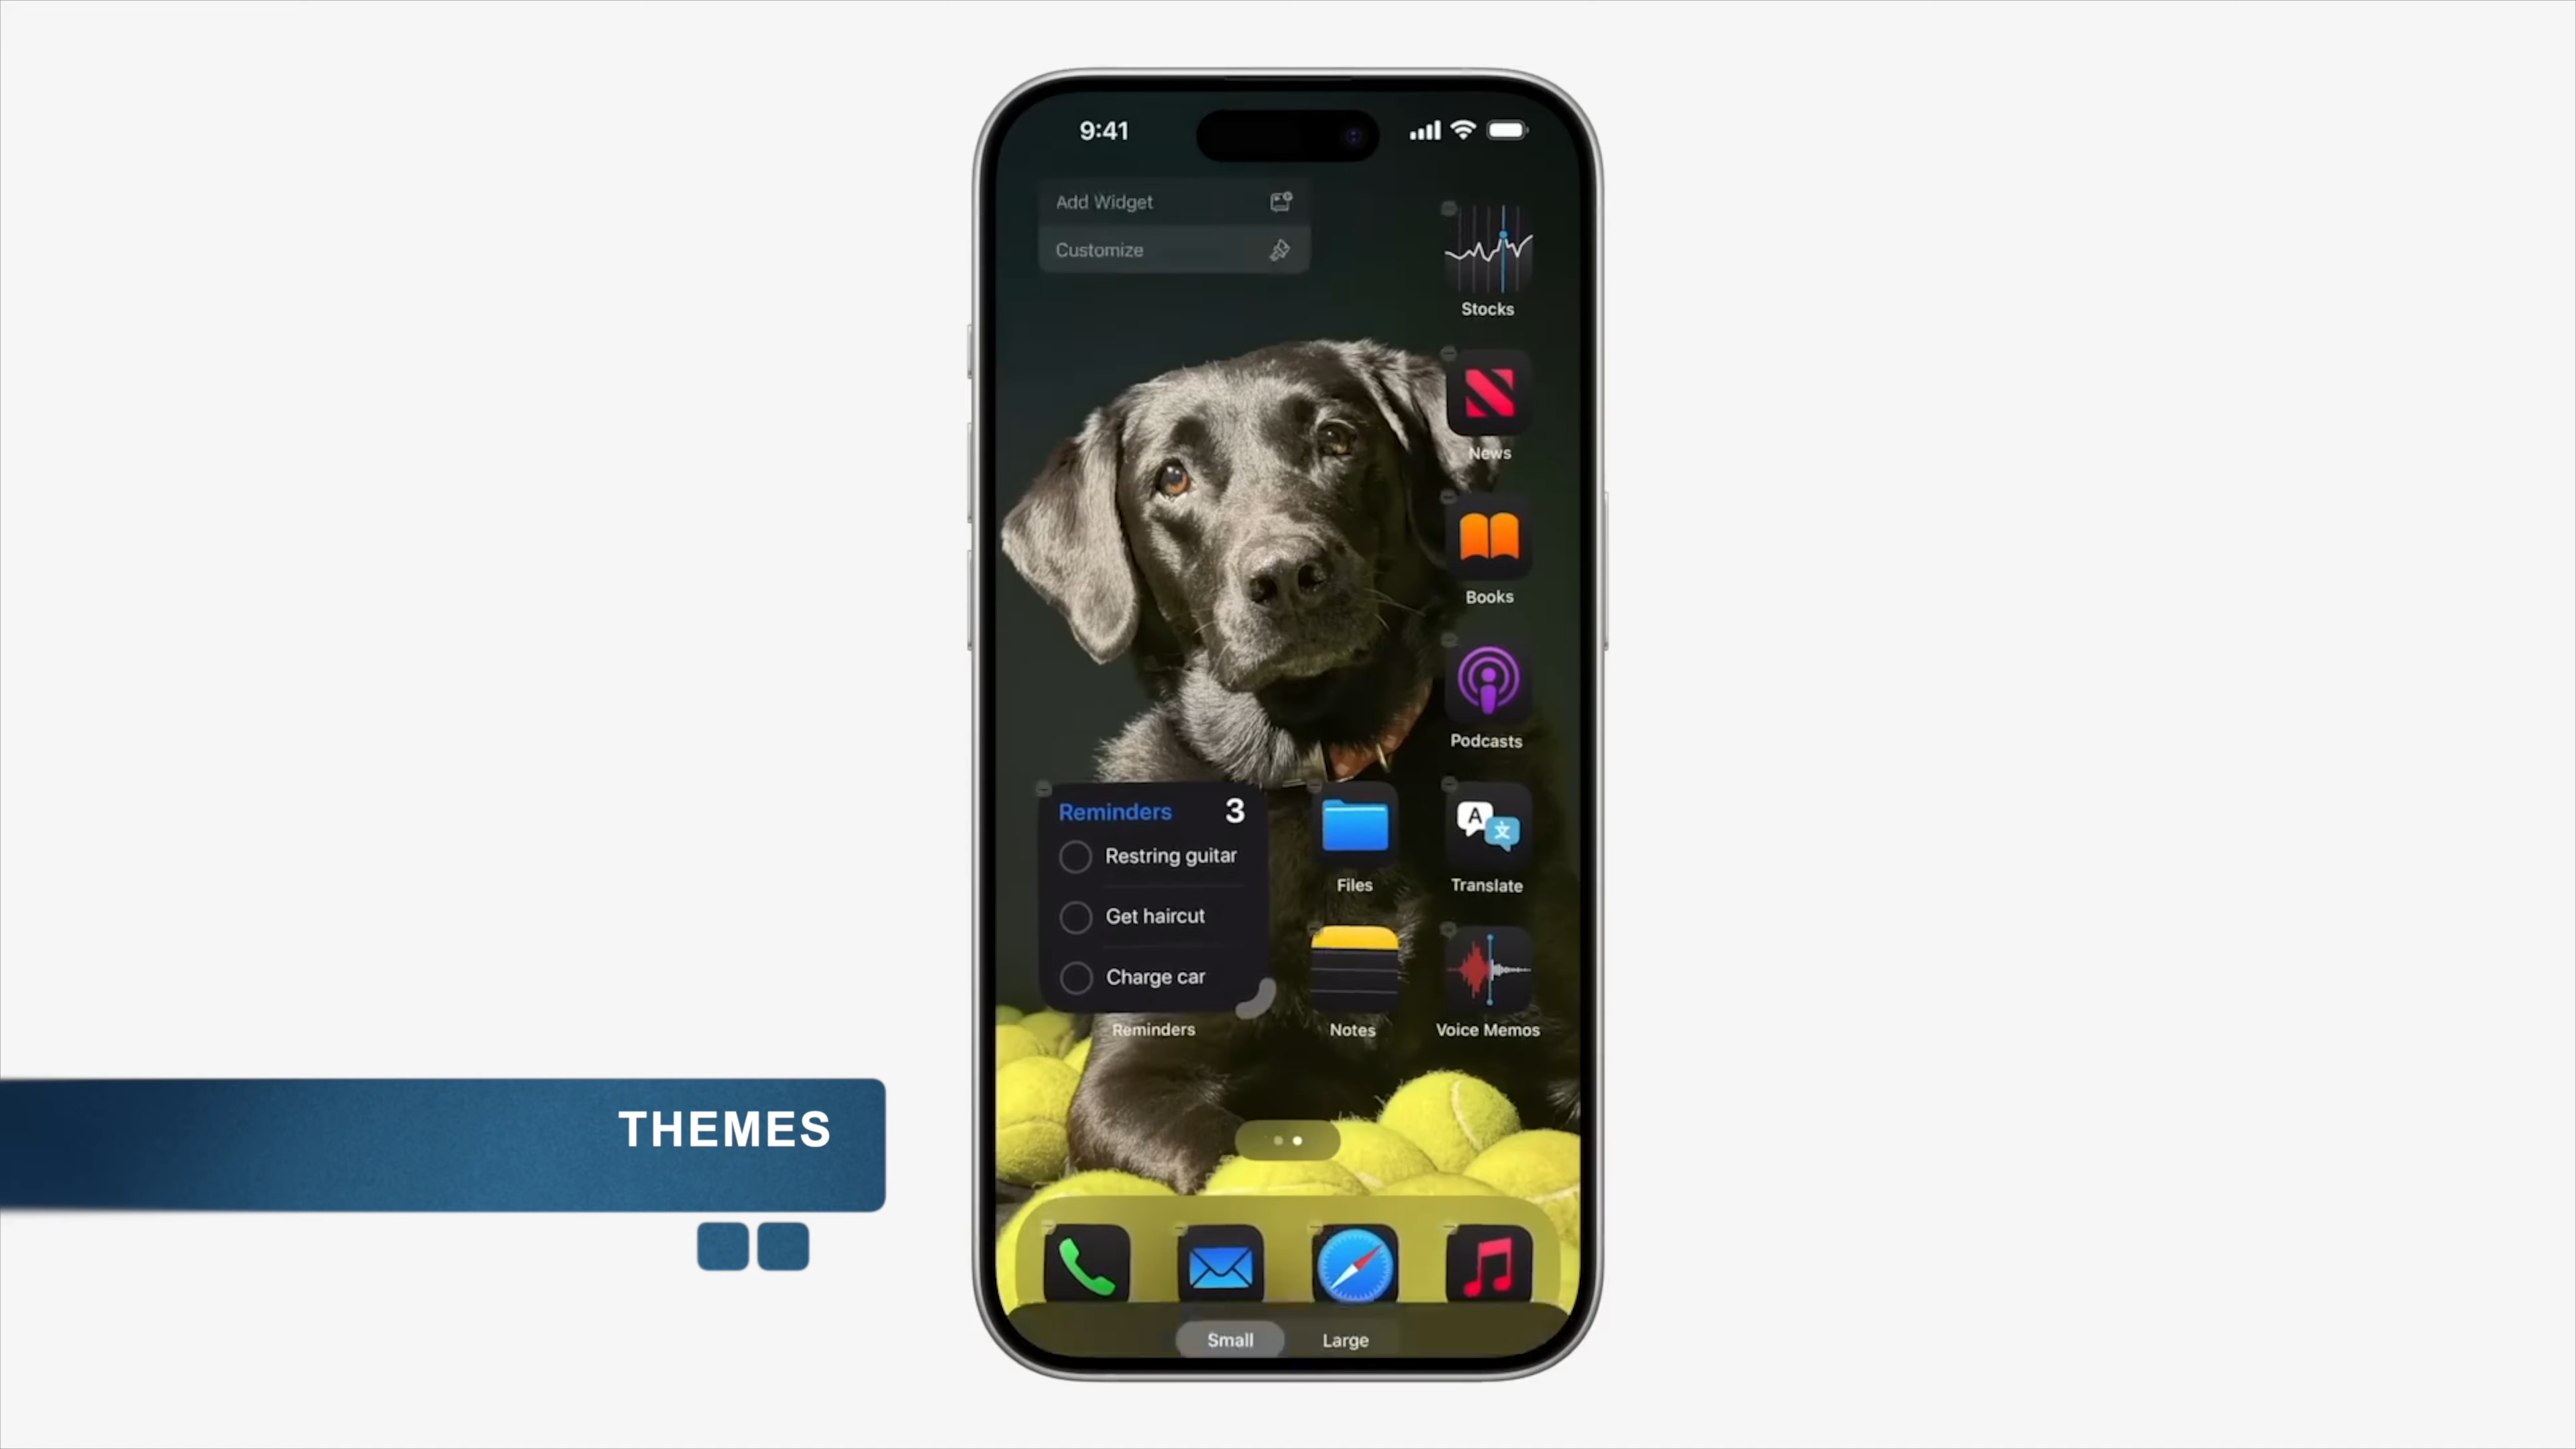 9:41
Add Widget
Customize
Stocks
News
Books
Podcasts
Reminders 3
Restring guitar
Get haircut
Charge car
Reminders
Files
Translate
A
文
Notes
Voice Memos
THEMES
Small Large